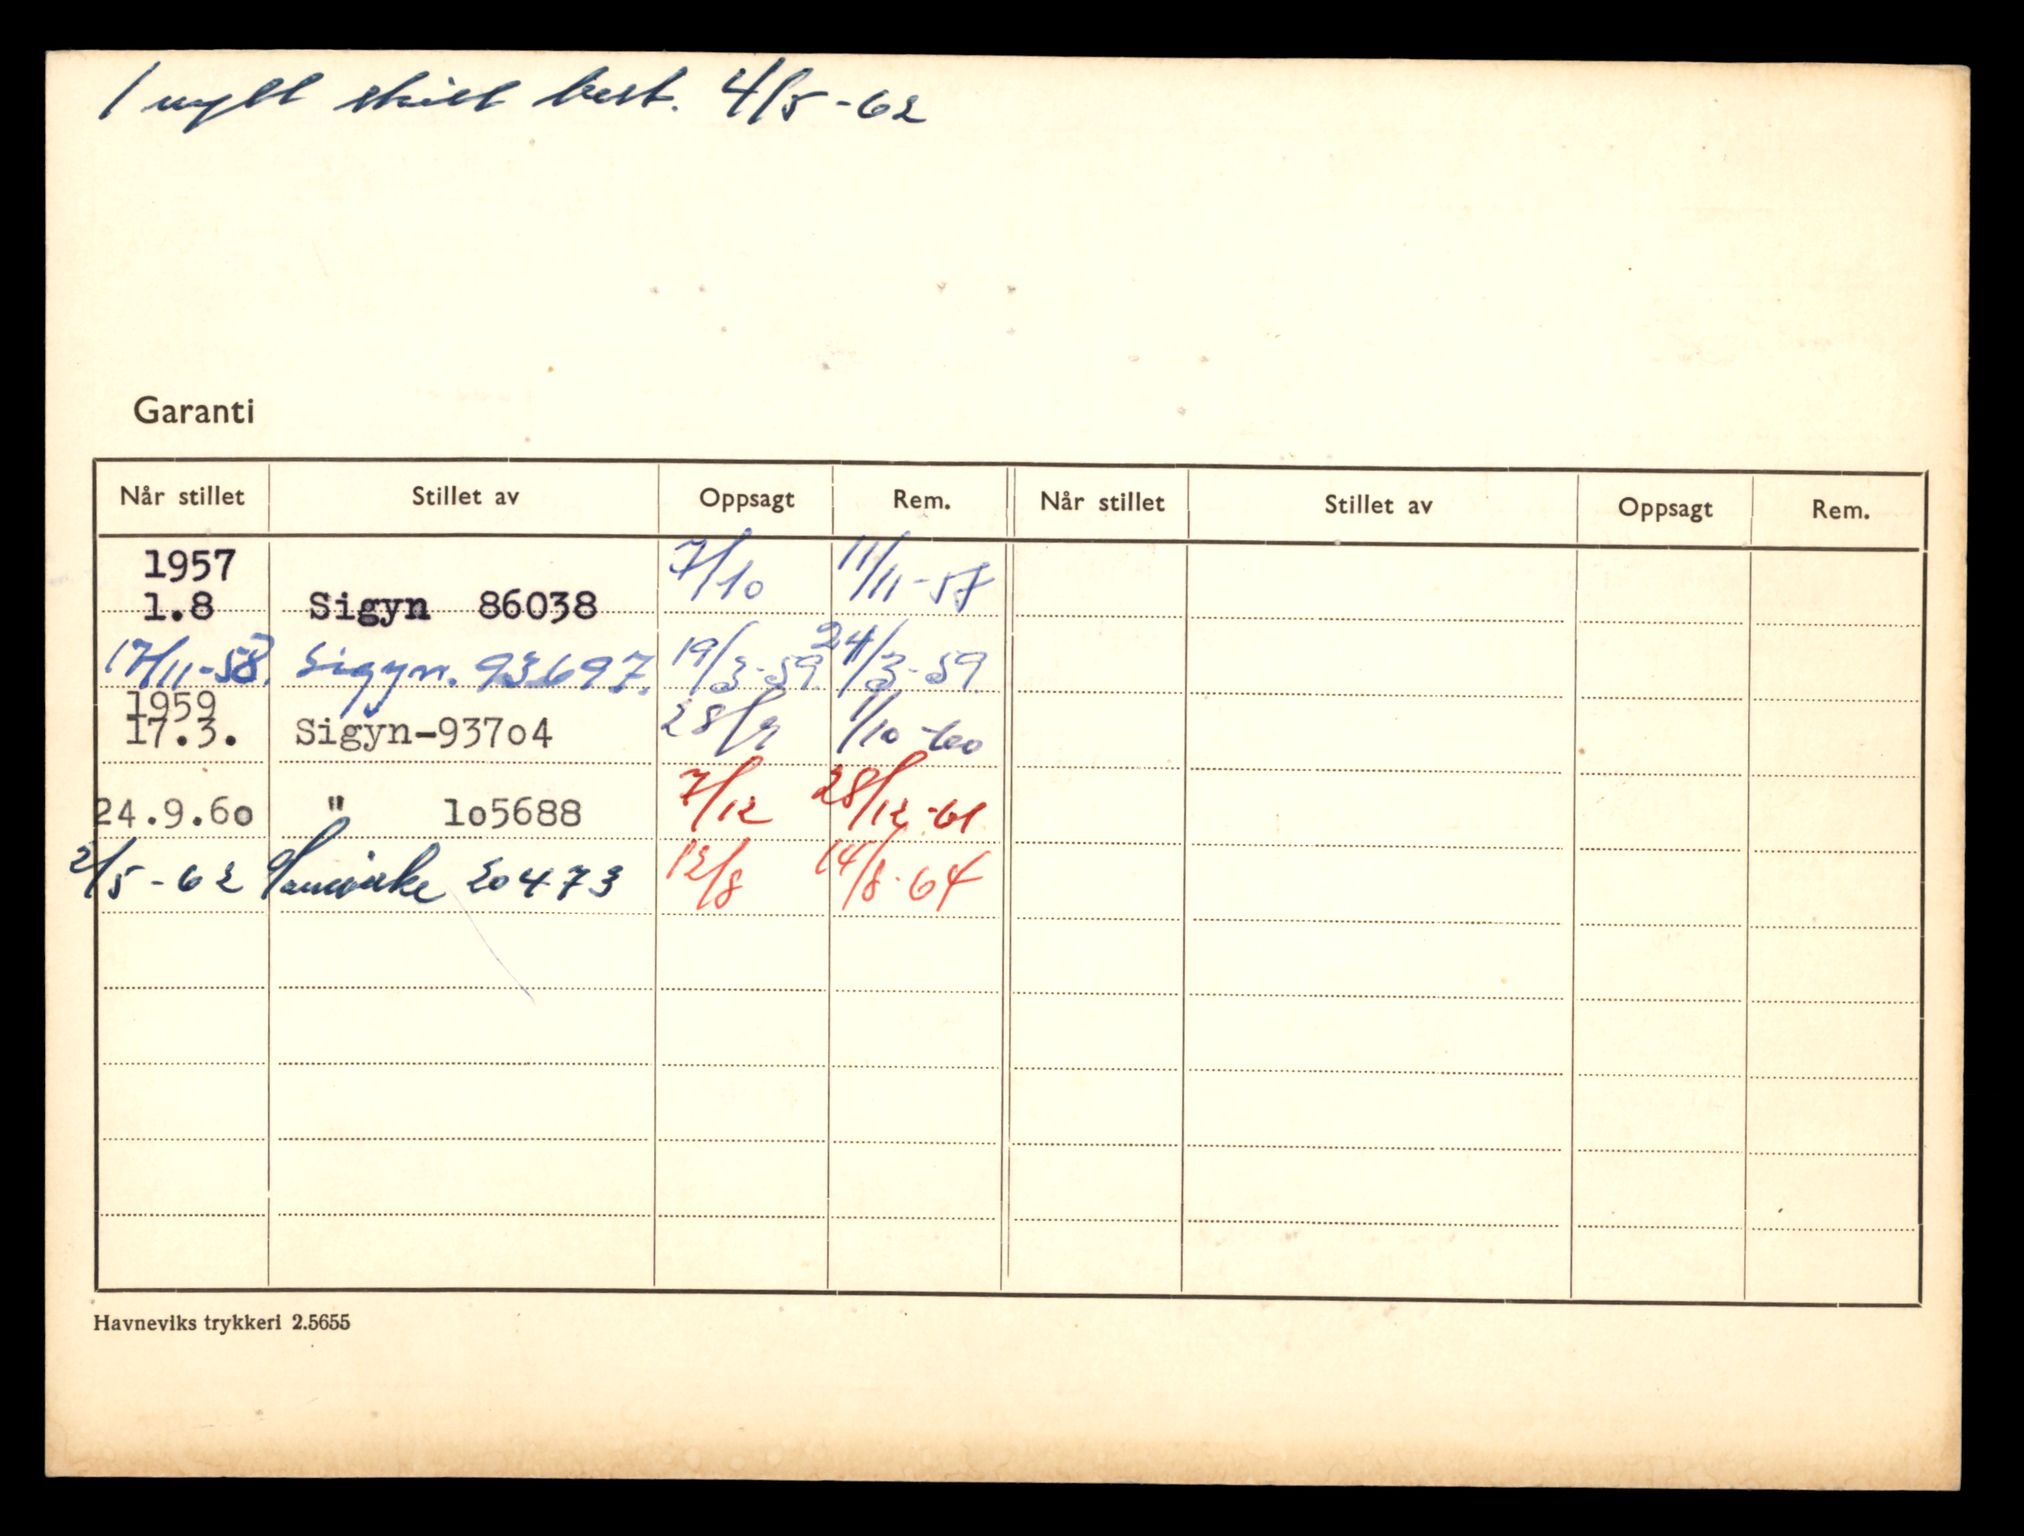 1 nytt skilt best. 4/5-62
Garanti
Når stillet Stillet av Oppsagt Rem. Når stillet Stillet av Oppsagt Rem.
1957 7/10 11/11-57
1.8 Sigyn 86038
17/11-58. Sigyn. 93697. 19/3-59 24/3-59
1959
17.3. Sigyn-937o4 28/9 1/10-60
24.9.6o " 1o5688 7/12 28/12-61
2/5-62 Samvirke 20473 12/8 14/8-64
Havneviks trykkeri 2.5655